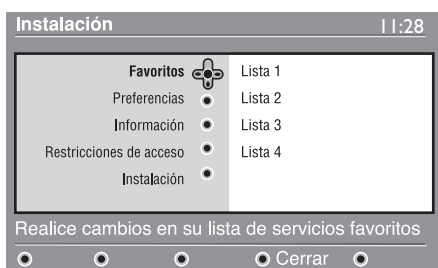 Instalación 11:28
Favoritos Lista 1
Preferencias Lista 2
Información Lista 3
Restricciones de acceso Lista 4
Instalación
Realice cambios en su lista de servicios favoritos
Cerrar